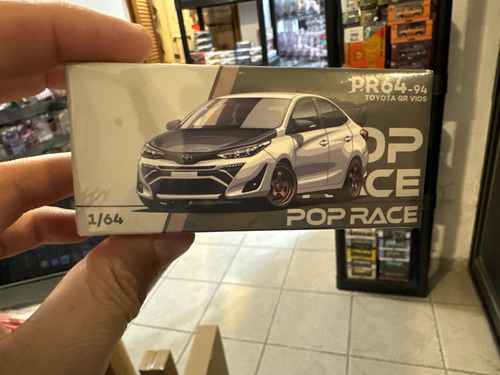 PR64-94
TOYOTA GR VIOS
POP
RACE
1/64
POP RACE